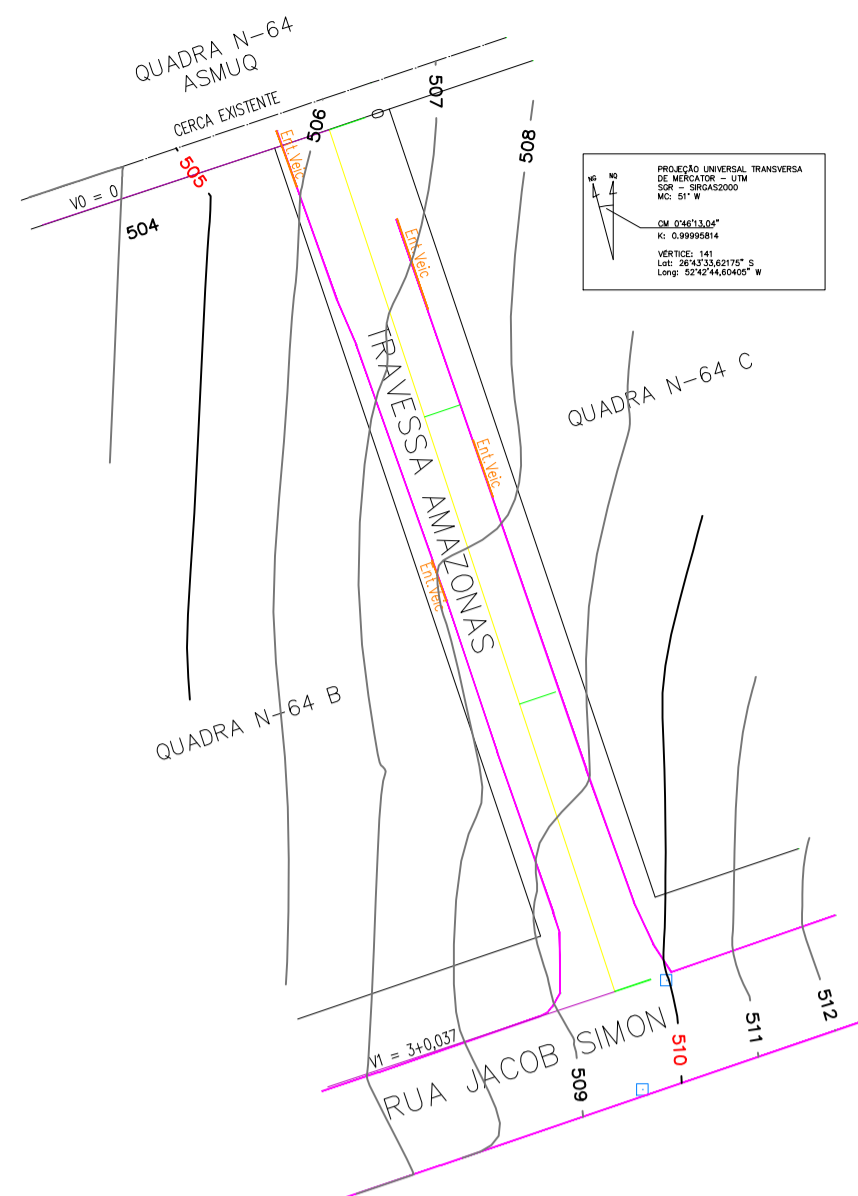 QUADRA N-64
ASMUQ
CERCA EXISTENTE
507
506
508
505
V0 = 0
504
Ent.Veic.
Ent.Veic.
NG
NQ
PROJEÇÃO UNIVERSAL TRANSVERSA
DE MERCATOR - UTM
SGR - SIRGAS2000
MC: 51° W
CM 0°46'13,04"
K: 0.99995814
VÉRTICE: 141
Lat: 26°43'33,62175" S
Long: 52°42'44,60405" W
TRAVESSA AMAZONAS
QUADRA N-64 C
Ent.Veic.
Ent.Veic
QUADRA N-64 B
V1 = 3+0,037
RUA JACOB SIMON
509
510
511
512